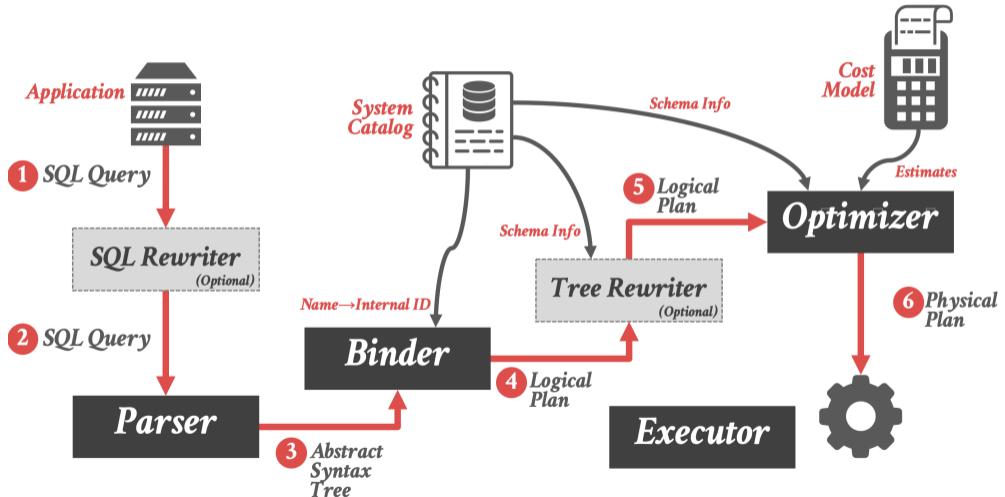 Application
1 SQL Query
SQL Rewriter
(Optional)
2 SQL Query
Parser
3 Abstract
Syntax
Tree
System
Catalog
Name→Internal ID
Binder
4 Logical
Plan
Schema Info
Tree Rewriter
(Optional)
5 Logical
Plan
Schema Info
Cost
Model
Estimates
Optimizer
6 Physical
Plan
Executor